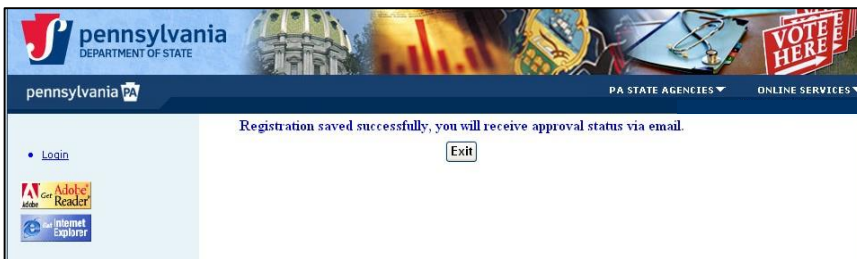 pennsylvania
DEPARTMENT OF STATE
VOTE
HERE
pennsylvania PA
PA STATE AGENCIES
ONLINE SERVICES
Registration saved successfully, you will receive approval status via email.
Exit
Login
Get Adobe®
Reader®
Adobe
Get Internet
Explorer